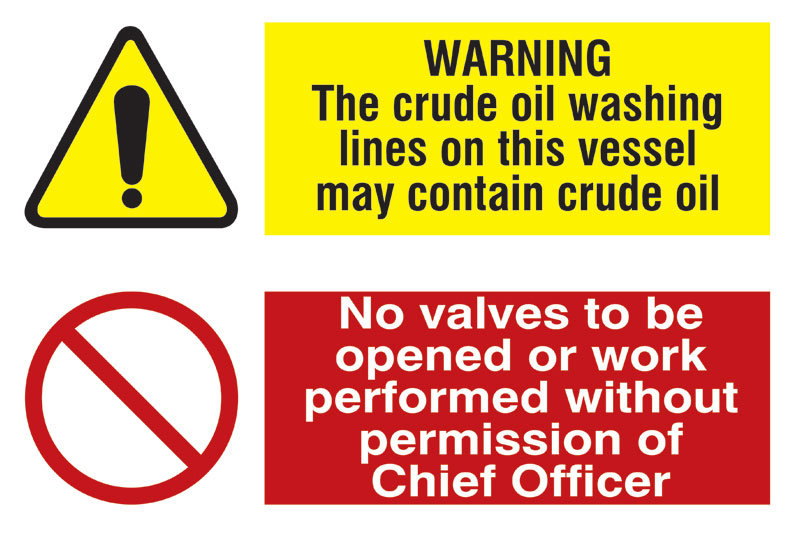 WARNING
The crude oil washing
lines on this vessel
may contain crude oil
No valves to be
opened or work
performed without
permission of
Chief Officer